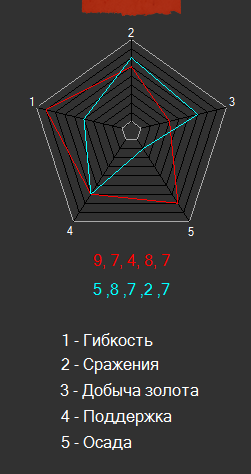 2
1
3
4
5
9, 7, 4, 8, 7
5 ,8 ,7 ,2 ,7
1 - Гибкость
2 - Сражения
3 - Добыча золота
4 - Поддержка
5 - Осада